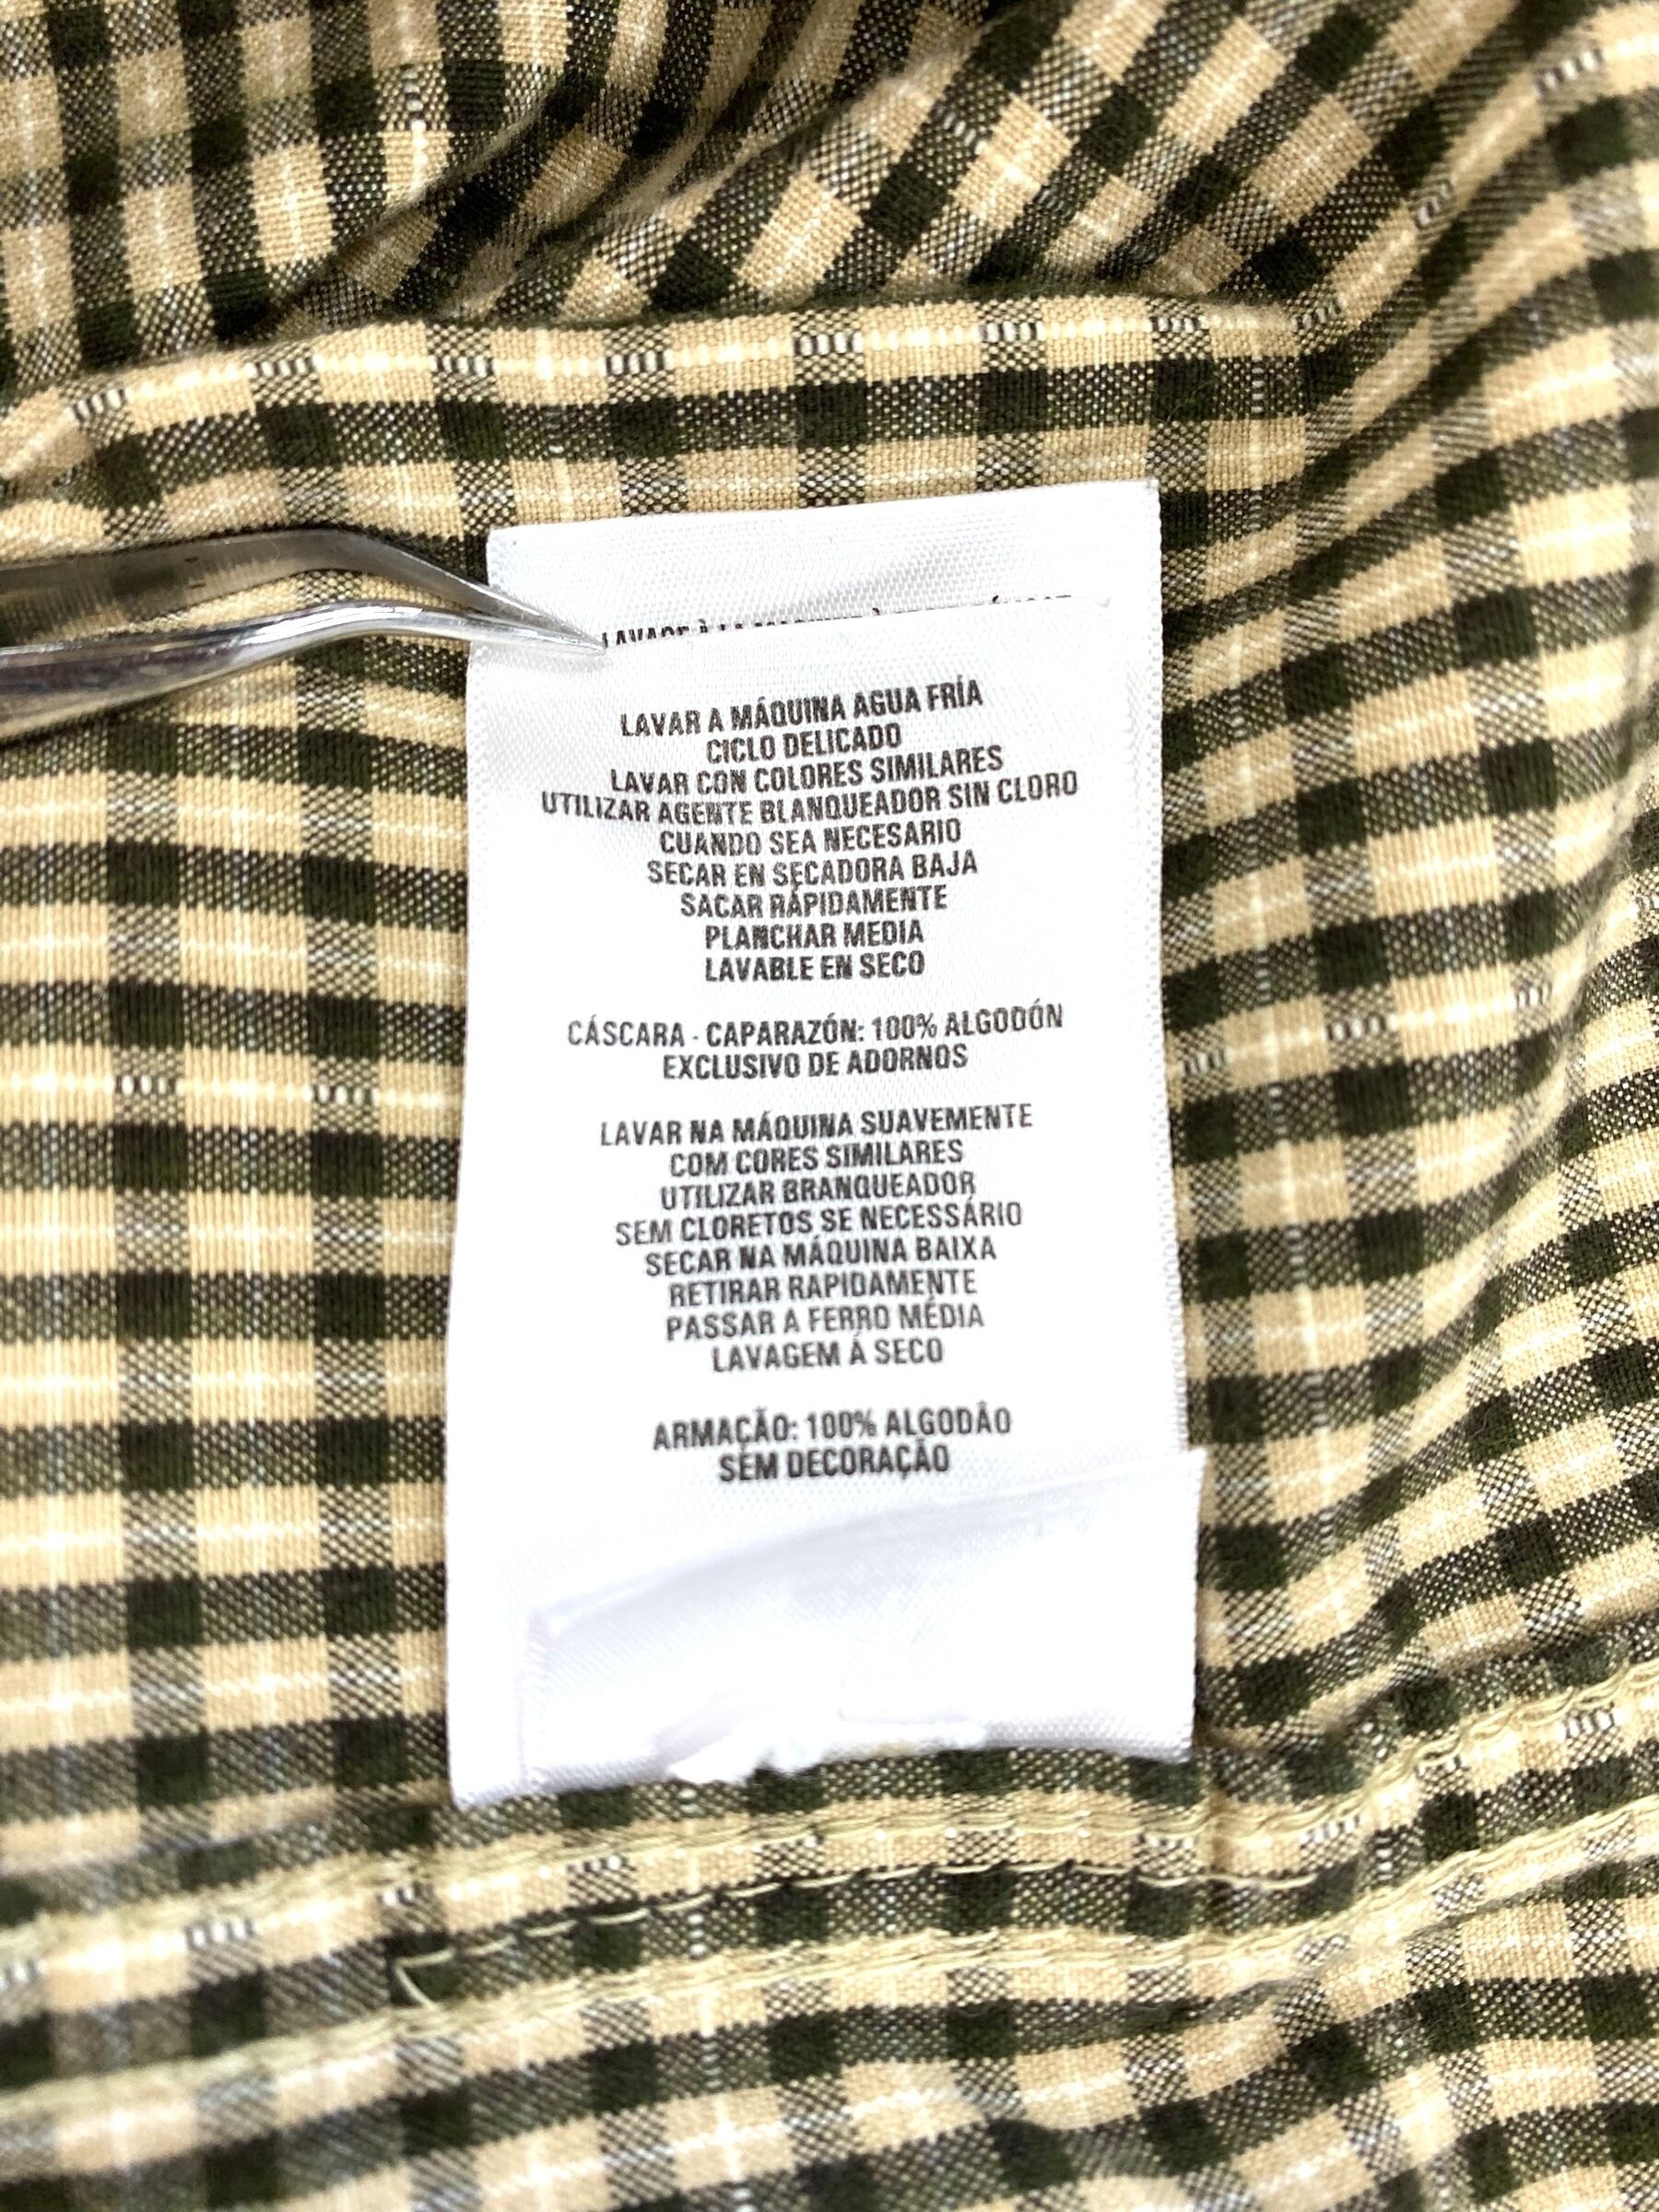 LAVAGE À LA
LAVAR A MÁQUINA AGUA FRÍA
CICLO DELICADO
LAVAR CON COLORES SIMILARES
UTILIZAR AGENTE BLANQUEADOR SIN CLORO
CUANDO SEA NECESARIO
SECAR EN SECADORA BAJA
SACAR RÁPIDAMENTE
PLANCHAR MEDIA
LAVABLE EN SECO
CÁSCARA - CAPARAZÓN: 100% ALGODÓN
EXCLUSIVO DE ADORNOS
LAVAR NA MÁQUINA SUAVEMENTE
COM CORES SIMILARES
UTILIZAR BRANQUEADOR
SEM CLORETOS SE NECESSÁRIO
SECAR NA MÁQUINA BAIXA
RETIRAR RAPIDAMENTE
PASSAR A FERRO MÉDIA
LAVAGEM Á SECO
ARMAÇÃO: 100% ALGODÃO
SEM DECORAÇÃO